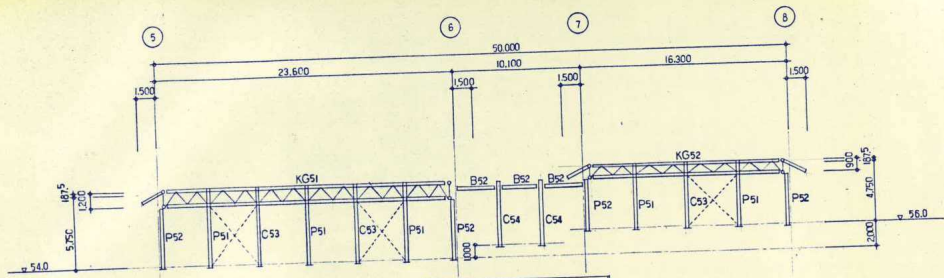 5 6 7 8
50.000
23.600 10.100 16.300
1.500 1.500 1.500 1.500
KG51 B52 B52 B52 KG52
187.5 1.200 5.750
900 187.5 4.750 2.000
P52 P51 C53 P51 C53 P51 P52 C54 C54 P52 P51 C53 P51 P52
1.000
54.0 56.0